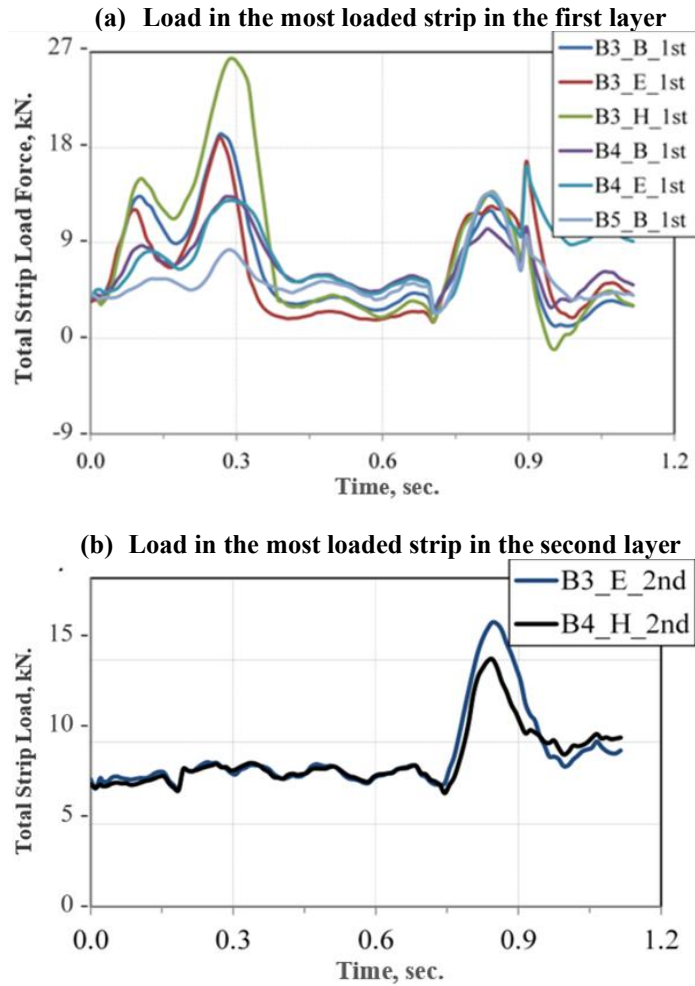 (a) Load in the most loaded strip in the first layer
Total Strip Load Force, kN.
27
18
9
0
-9
B3_B_1st
B3_E_1st
B3_H_1st
B4_B_1st
B4_E_1st
B5_B_1st
0.0 0.3 0.6 0.9 1.2
Time, sec.
(b) Load in the most loaded strip in the second layer
Total Strip Load, kN.
15
10
5
0
B3_E_2nd
B4_H_2nd
0.0 0.3 0.6 0.9 1.2
Time, sec.